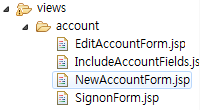 views
account
EditAccountForm.jsp
IncludeAccountFields.js
NewAccountForm.jsp
SignonForm.jsp